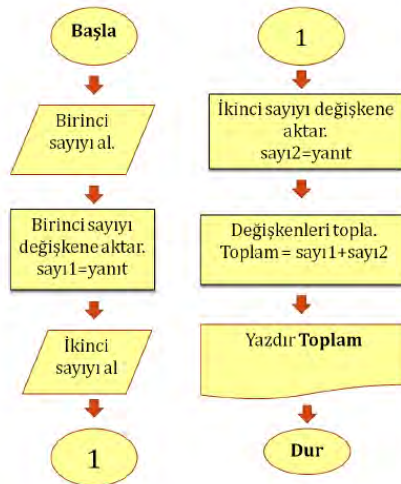 Başla
Birinci
sayıyı al.
Birinci sayıyı
değişkene aktar.
sayı1=yanıt
İkinci
sayıyı al
1
1
İkinci sayıyı değişkene
aktar.
sayı2=yanıt
Değişkenleri topla.
Toplam = sayı1+sayı2
Yazdır Toplam
Dur